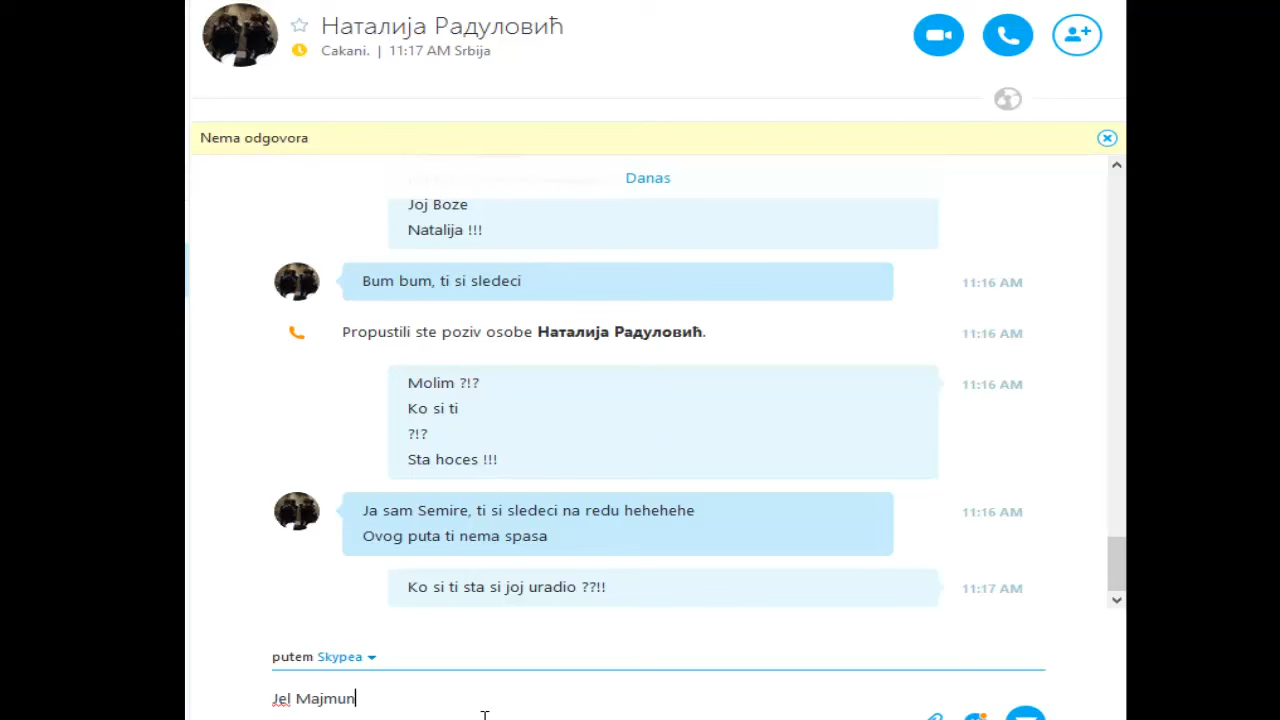 Наталија Радуловић
Cakani. | 11:17 AM Srbija
Nema odgovora
Danas
Joj Boze
Natalija !!!
Bum bum, ti si sledeci
11:16 AM
Propustili ste poziv osobe Наталија Радуловић.
11:16 AM
Molim ?!?
11:16 AM
Ko si ti
?!?
Sta hoces !!!
Ja sam Semire, ti si sledeci na redu hehehehe
11:16 AM
Ovog puta ti nema spasa
Ko si ti sta si joj uradio ??!!
11:17 AM
putem Skypea
Jel Majmun